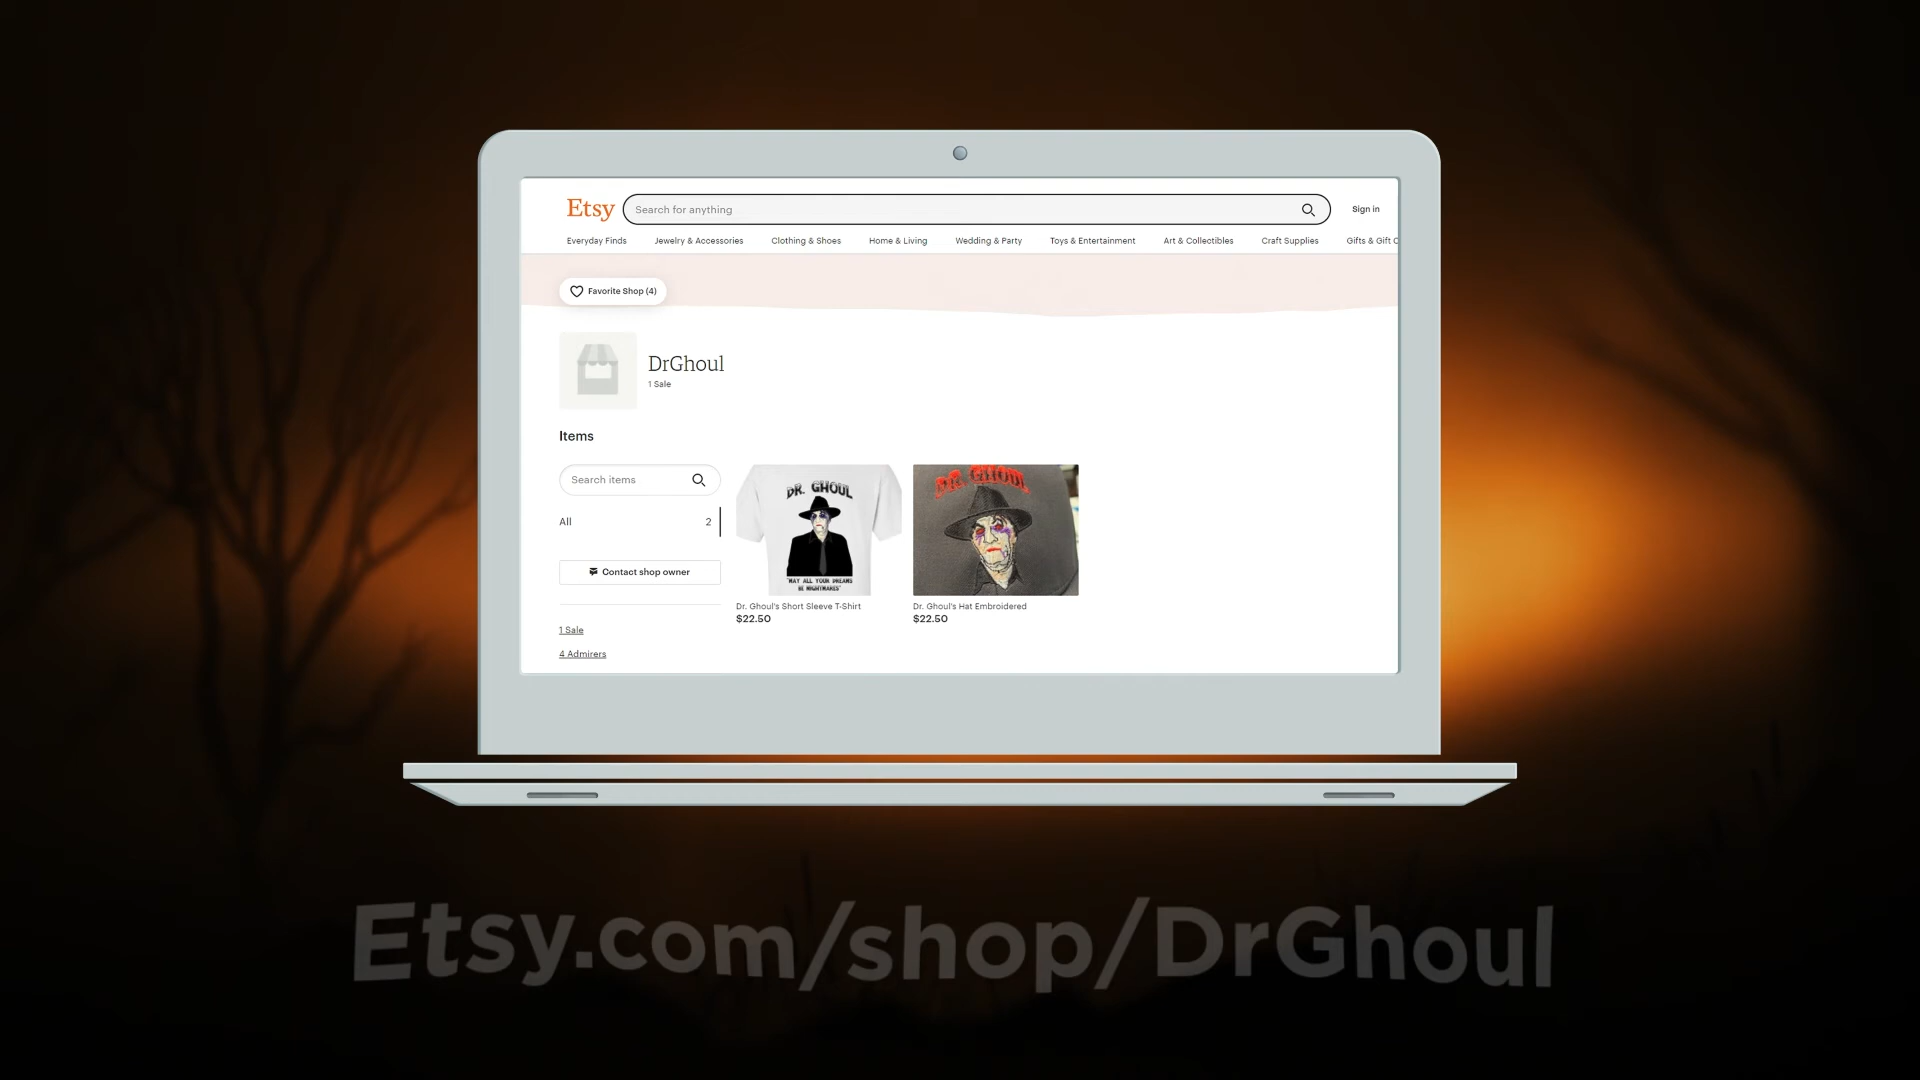 Etsy
Search for anything
Sign in
Everyday Finds
Jewelry & Accessories
Clothing & Shoes
Home & Living
Wedding & Party
Toys & Entertainment
Art & Collectibles
Craft Supplies
Gifts & Gift C
Favorite Shop (4)
DrGhoul
1 Sale
Items
Search items
All 2
Contact shop owner
1 Sale
4 Admirers
DR. GHOUL
"MAY ALL YOUR DREAMS
BE NIGHTMARES"
Dr. Ghoul's Short Sleeve T-Shirt
$22.50
DR. GHOUL
Dr. Ghoul's Hat Embroidered
$22.50
Etsy.com/shop/DrGhoul